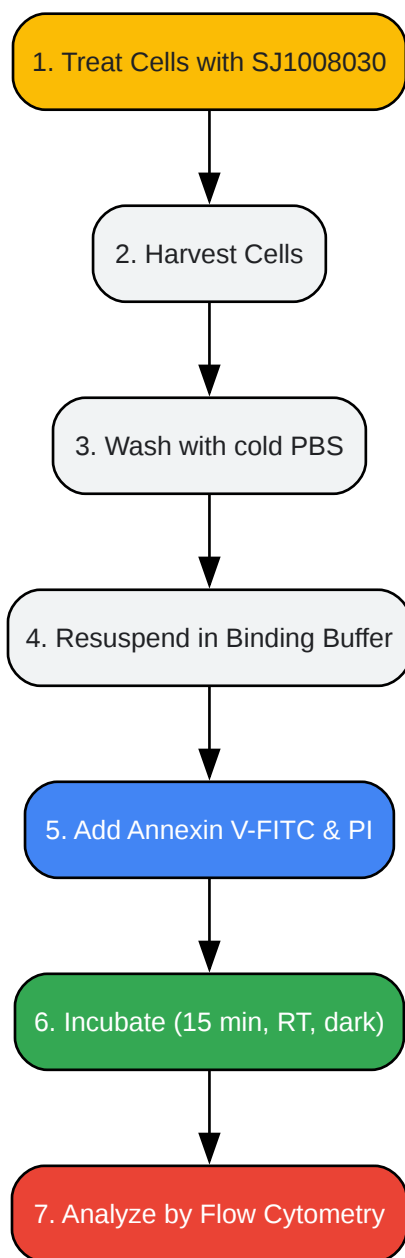 1. Treat Cells with SJ1008030
2. Harvest Cells
3. Wash with cold PBS
4. Resuspend in Binding Buffer
5. Add Annexin V-FITC & PI
6. Incubate (15 min, RT, dark)
7. Analyze by Flow Cytometry